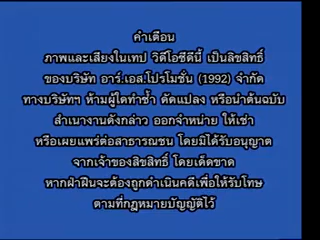 คำเตือน
ภาพและเสียงในเทป วิดีโอซีดีนี้ เป็นลิขสิทธิ์
ของบริษัท อาร์.เอส.โปรโมชั่น (1992) จำกัด
ทางบริษัทฯ ห้ามผู้ใดทำซ้ำ ดัดแปลง หรือนำต้นฉบับ
สำเนางานดังกล่าว ออกจำหน่าย ให้เช่า
หรือเผยแพร่ต่อสาธารณชน โดยมิได้รับอนุญาต
จากเจ้าของลิขสิทธิ์ โดยเด็ดขาด
หากฝ่าฝืนจะต้องถูกดำเนินคดีเพื่อให้รับโทษ
ตามที่กฎหมายบัญญัติไว้